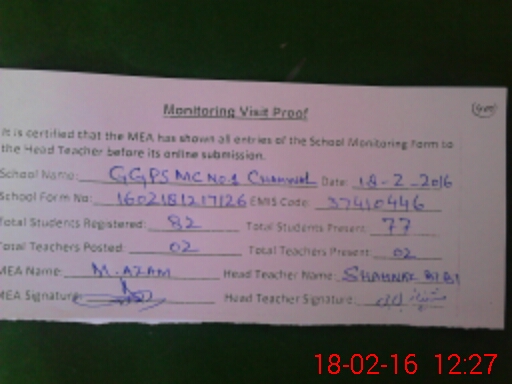 Monitoring Visit Proof
It is certified that the MEA has shown all entries of the School Monitoring Form to
the Head Teacher before its online submission.
School Name: GGPS MC No.1 Chakwal Date: 18-2-2016
School Form No: 1602181217126 EMIS Code: 37410446
Total Students Registered: 82 Total Students Present: 77
Total Teachers Posted: 02 Total Teachers Present: 02
MEA Name: M. AZAM Head Teacher Name: SHAHNAZ BIBI
MEA Signature: Head Teacher Signature:
18-02-16 12:27